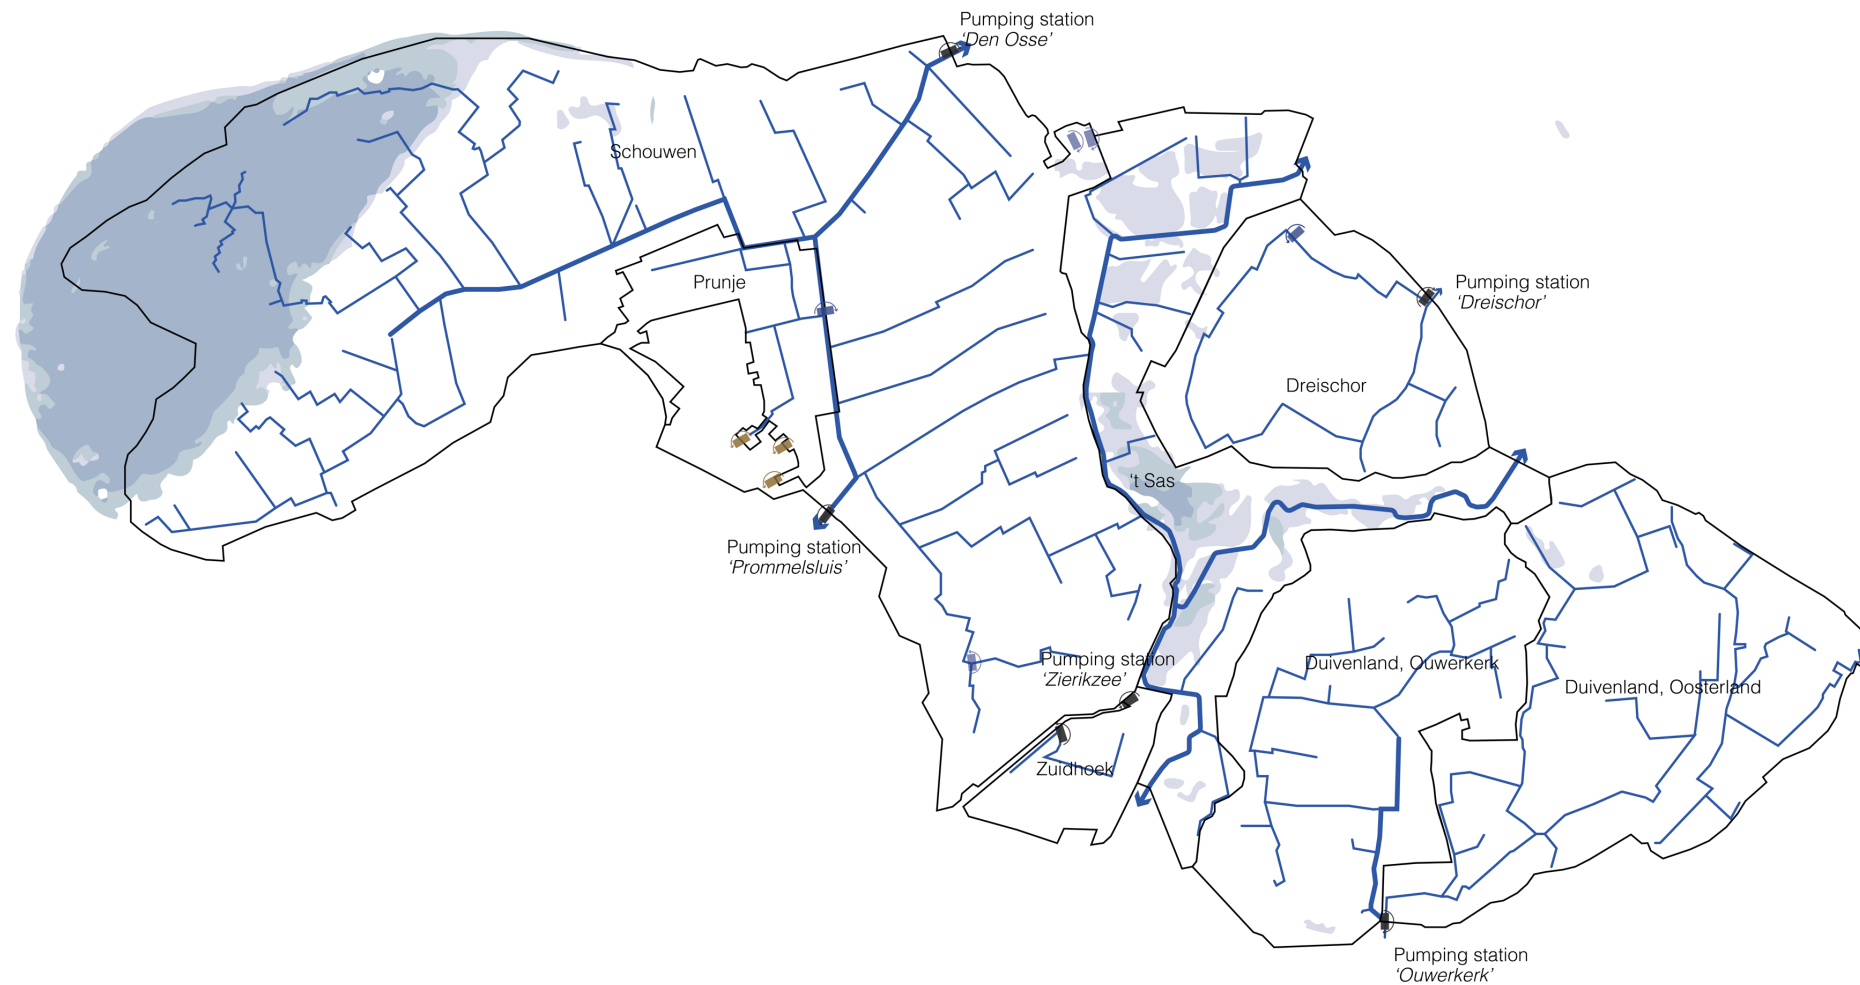 Pumping station
‘Den Osse’
Schouwen
Prunje
Pumping station
‘Dreischor’
Dreischor
‘t Sas
Pumping station
‘Prommelsluis’
Pumping station
‘Zierikzee’
Duivenland, Ouwerkerk
Duivenland, Oosterland
Zuidhoek
Pumping station
‘Ouwerkerk’